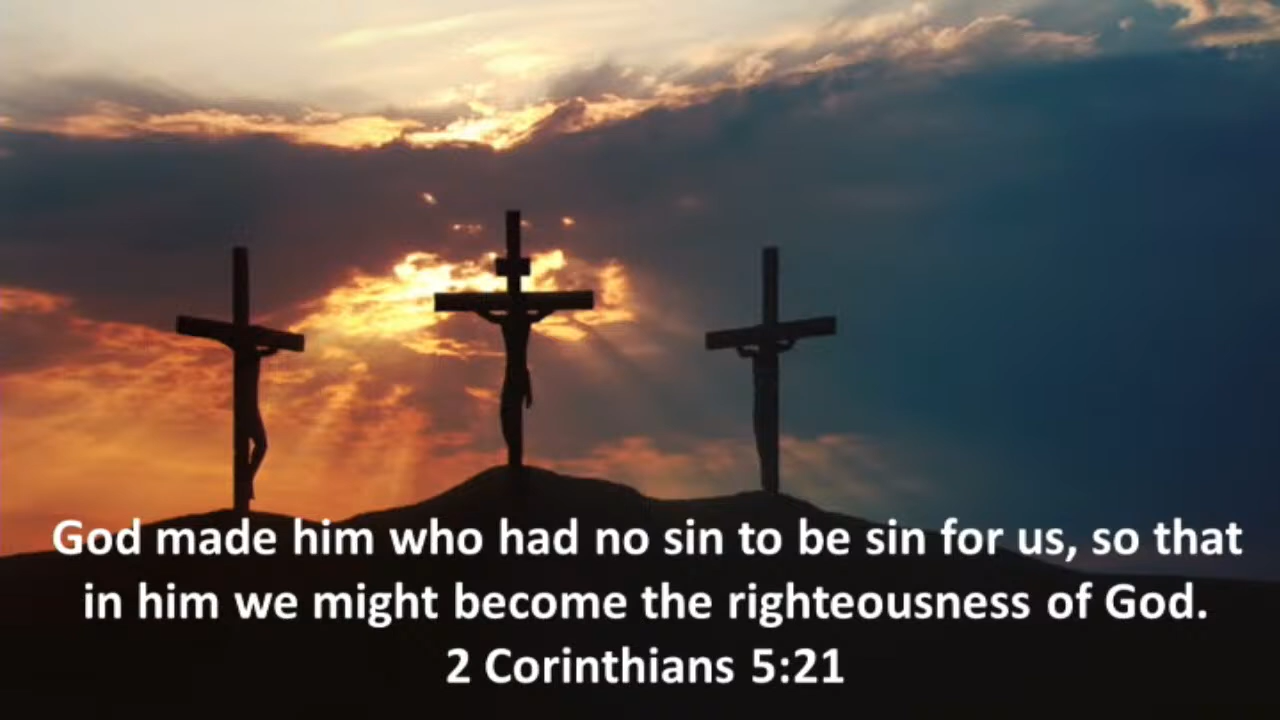 God made him who had no sin to be sin for us, so that
in him we might become the righteousness of God.
2 Corinthians 5:21